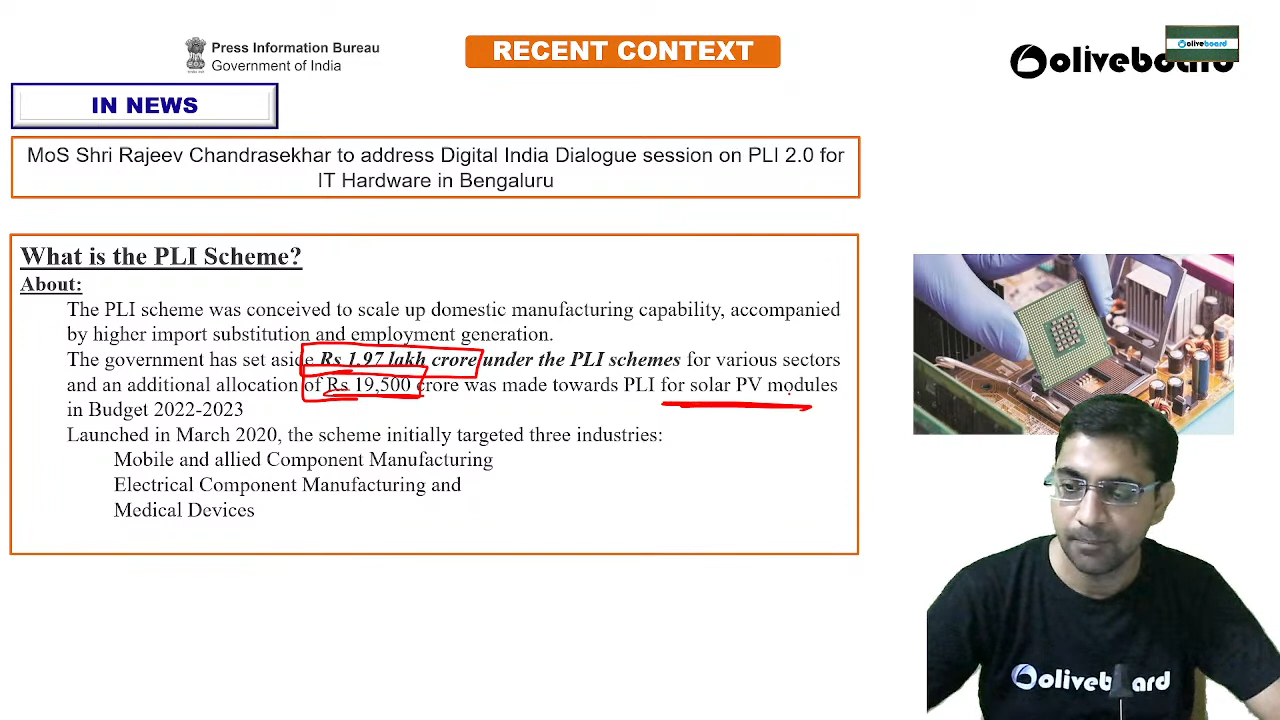 Press Information Bureau
Government of India
RECENT CONTEXT
oliveboard
oliveboard
IN NEWS
MoS Shri Rajeev Chandrasekhar to address Digital India Dialogue session on PLI 2.0 for
IT Hardware in Bengaluru
What is the PLI Scheme?
About:
The PLI scheme was conceived to scale up domestic manufacturing capability, accompanied
by higher import substitution and employment generation.
The government has set aside Rs 1.97 lakh crore under the PLI schemes for various sectors
and an additional allocation of Rs 19,500 crore was made towards PLI for solar PV modules
in Budget 2022-2023
Launched in March 2020, the scheme initially targeted three industries:
Mobile and allied Component Manufacturing
Electrical Component Manufacturing and
Medical Devices
oliveboard